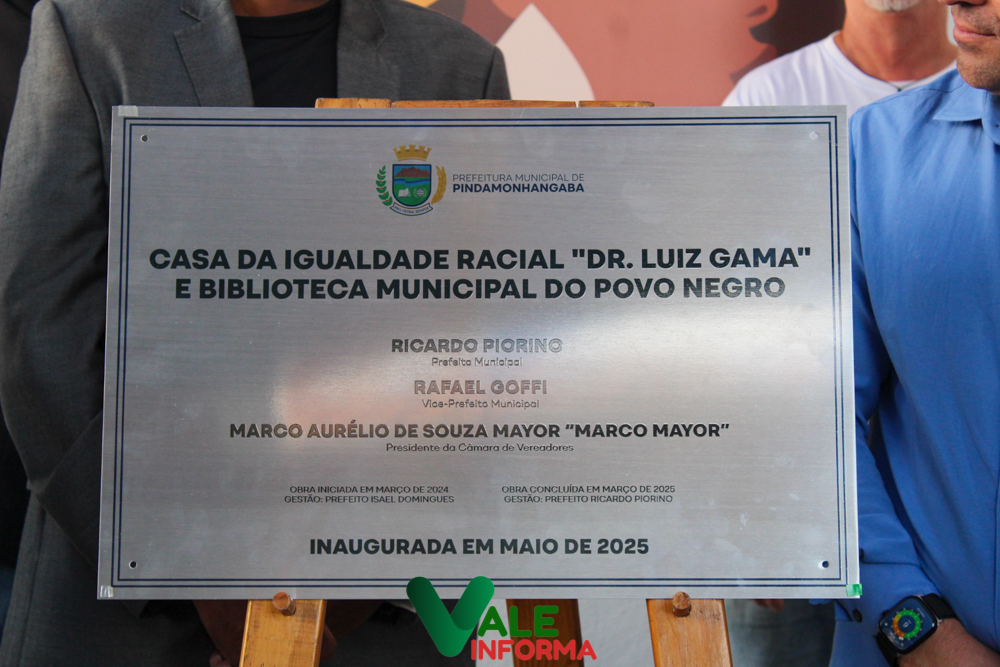 PREFEITURA MUNICIPAL DE
PINDAMONHANGABA
CASA DA IGUALDADE RACIAL "DR. LUIZ GAMA"
E BIBLIOTECA MUNICIPAL DO POVO NEGRO
RICARDO PIORINO
Prefeito Municipal
RAFAEL GOFFI
Vice-Prefeito Municipal
MARCO AURÉLIO DE SOUZA MAYOR “MARCO MAYOR”
Presidente da Câmara de Vereadores
OBRA INICIADA EM MARÇO DE 2024
GESTÃO: PREFEITO ISAEL DOMINGUES
OBRA CONCLUÍDA EM MARÇO DE 2025
GESTÃO: PREFEITO RICARDO PIORINO
INAUGURADA EM MAIO DE 2025
VALE
INFORMA